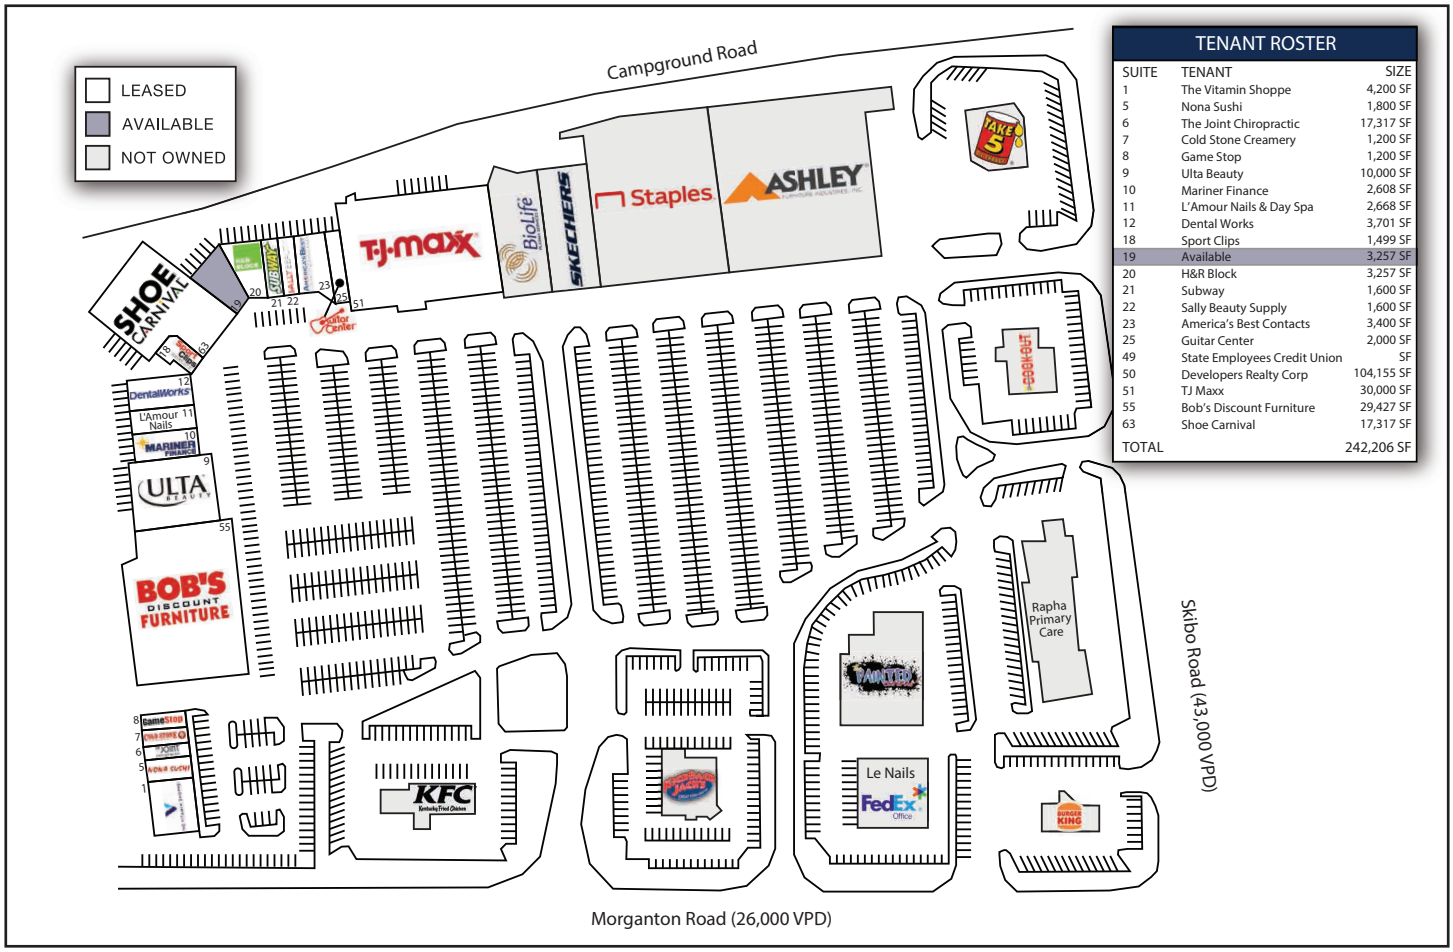 Campground Road
LEASED
AVAILABLE
NOT OWNED
TENANT ROSTER
SUITE TENANT SIZE
1 The Vitamin Shoppe 4,200 SF
5 Nona Sushi 1,800 SF
6 The Joint Chiropractic 17,317 SF
7 Cold Stone Creamery 1,200 SF
8 Game Stop 1,200 SF
9 Ulta Beauty 10,000 SF
10 Mariner Finance 2,608 SF
11 L'Amour Nails & Day Spa 2,668 SF
12 Dental Works 3,701 SF
18 Sport Clips 1,499 SF
19 Available 3,257 SF
20 H&R Block 3,257 SF
21 Subway 1,600 SF
22 Sally Beauty Supply 1,600 SF
23 America's Best Contacts 3,400 SF
25 Guitar Center 2,000 SF
49 State Employees Credit Union SF
50 Developers Realty Corp 104,155 SF
51 TJ Maxx 30,000 SF
55 Bob's Discount Furniture 29,427 SF
63 Shoe Carnival 17,317 SF
TOTAL 242,206 SF
TAKE
5
Staples
ASHLEY
FURNITURE INDUSTRIES, INC.
T·J·maxx
BioLife
SKECHERS
H&R
BLOCK
SUBWAY
SHOE
CARNIVAL
19
20
21
22
23
25
51
Guitar
Center
18
Sport
Clips
63
COOK OUT
12
DentalWorks
L'Amour 11
Nails
10
MARINER
FINANCE
9
ULTA
BEAUTY
55
BOB'S
DISCOUNT
FURNITURE
Rapha
Primary
Care
PAINTED
Skibo Road (43,000 VPD)
8 GameStop
7 COLD STONE
6 JOINT
5 NONA SUSHI
1
KFC
Kentucky Fried Chicken
Le Nails
FedEx
Office
BURGER
KING
Morganton Road (26,000 VPD)